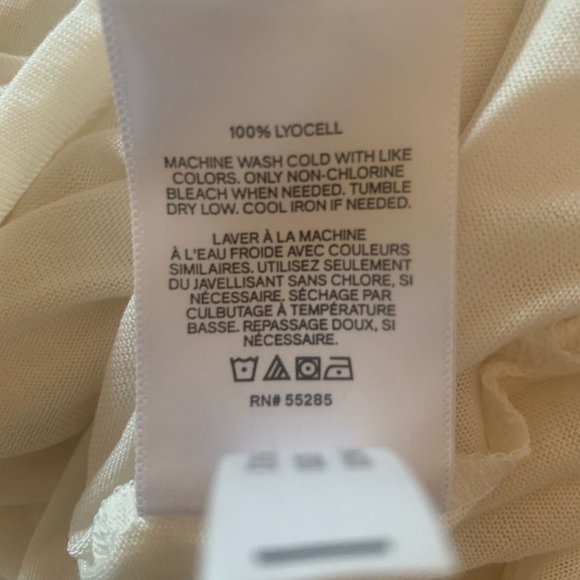 100% LYOCELL
MACHINE WASH COLD WITH LIKE
COLORS. ONLY NON-CHLORINE
BLEACH WHEN NEEDED. TUMBLE
DRY LOW. COOL IRON IF NEEDED.
LAVER À LA MACHINE
À L'EAU FROIDE AVEC COULEURS
SIMILAIRES. UTILISEZ SEULEMENT
DU JAVELLISANT SANS CHLORE, SI
NÉCESSAIRE. SÉCHAGE PAR
CULBUTAGE À TEMPÉRATURE
BASSE. REPASSAGE DOUX, SI
NÉCESSAIRE.
RN# 55285